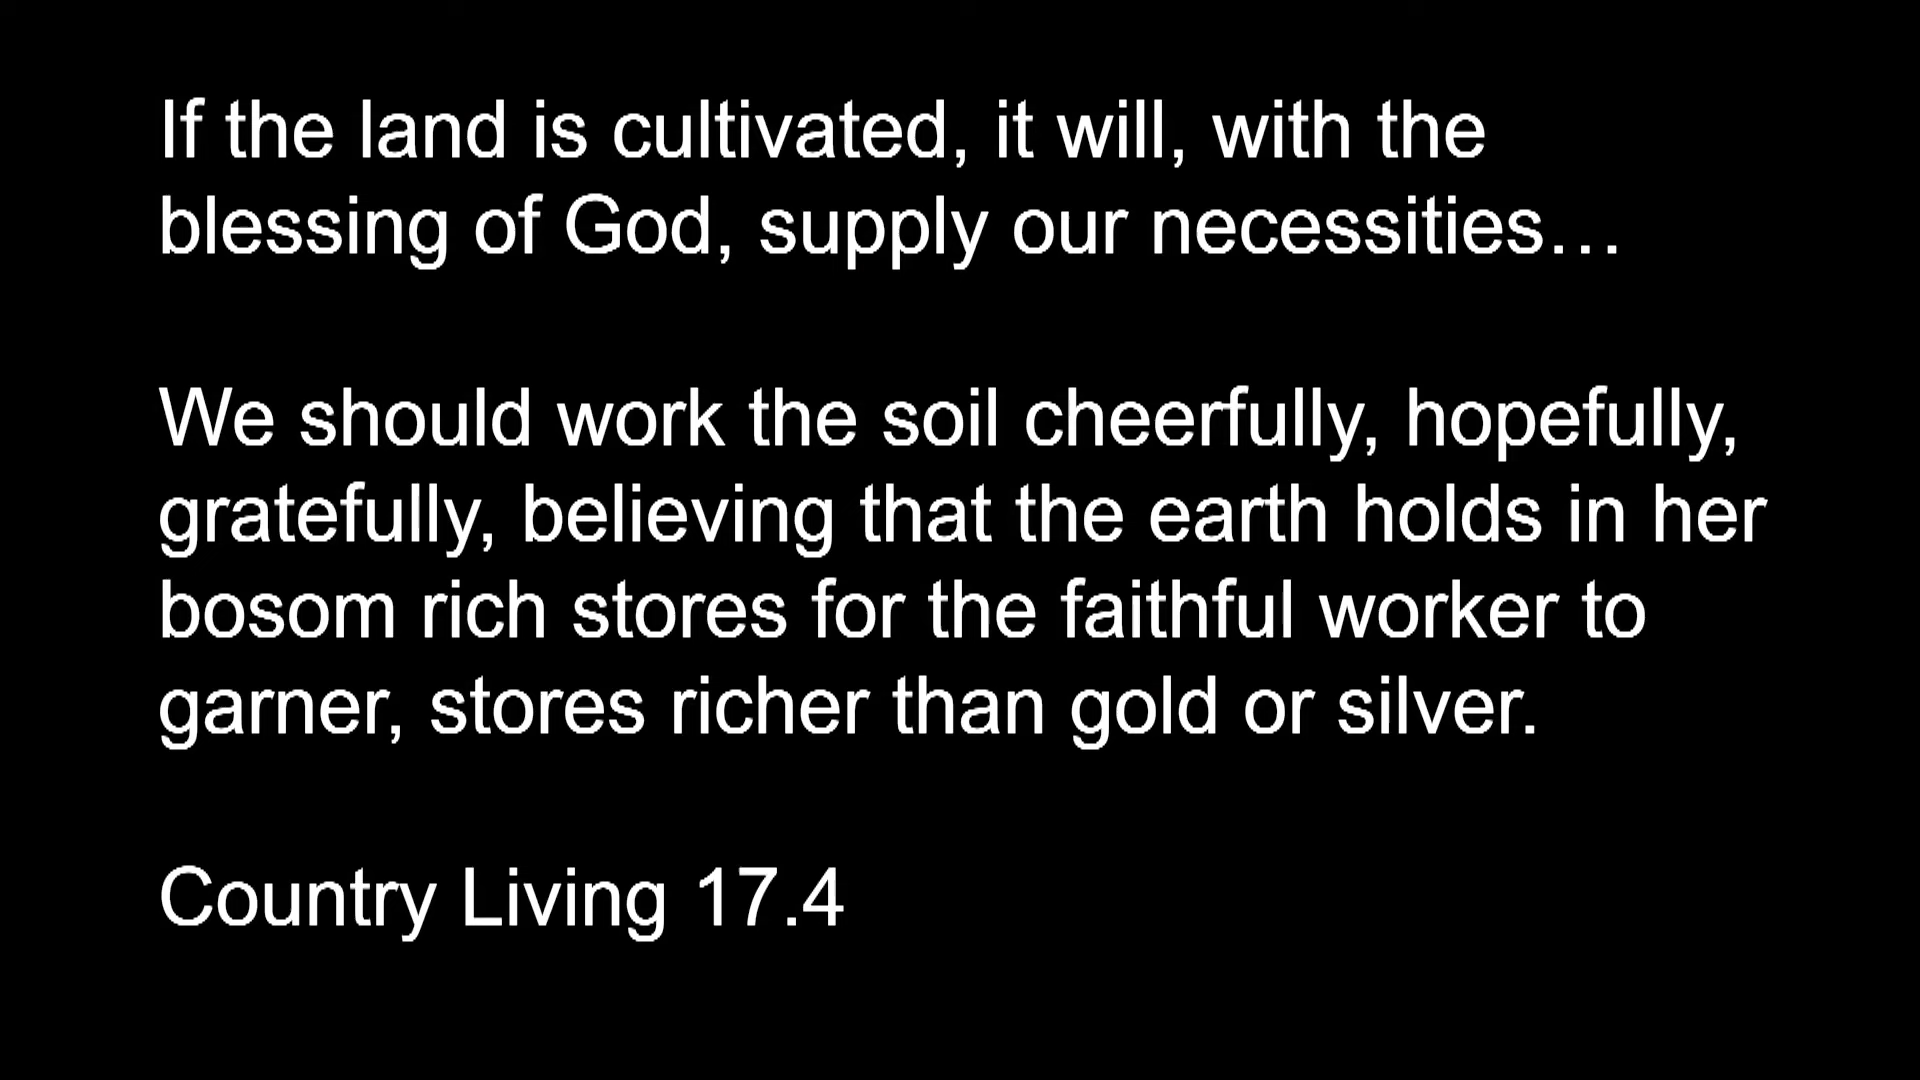 If the land is cultivated, it will, with the
blessing of God, supply our necessities…
We should work the soil cheerfully, hopefully,
gratefully, believing that the earth holds in her
bosom rich stores for the faithful worker to
garner, stores richer than gold or silver.
Country Living 17.4